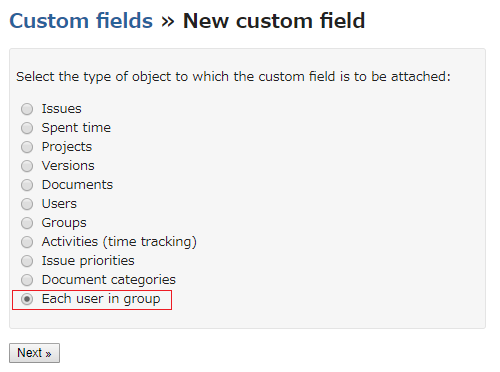 Custom fields » New custom field
Select the type of object to which the custom field is to be attached:
Issues
Spent time
Projects
Versions
Documents
Users
Groups
Activities (time tracking)
Issue priorities
Document categories
Each user in group
Next »